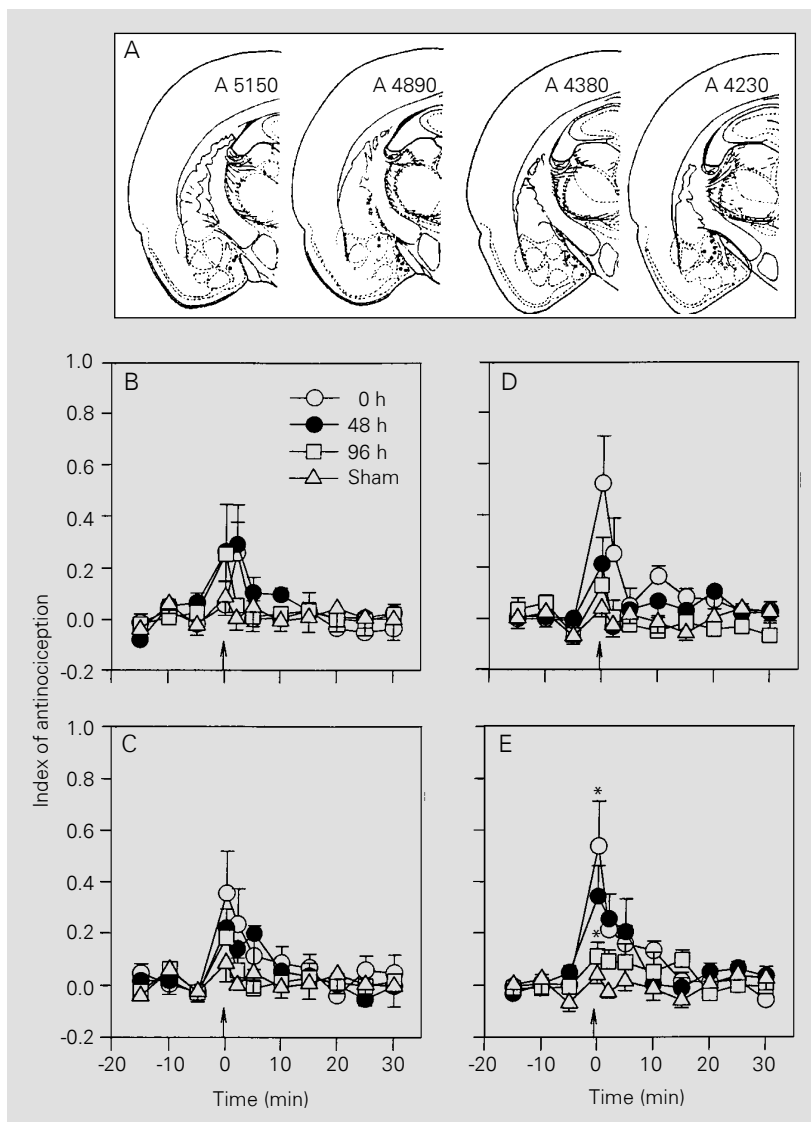 A
A 5150 A 4890 A 4380 A 4230
B
0 h
48 h
96 h
Sham
1.0
0.8
0.6
0.4
0.2
0.0
-0.2
D
C
1.0
0.8
0.6
0.4
0.2
0.0
-0.2
-20 -10 0 10 20 30
Time (min)
E
*
*
-20 -10 0 10 20 30
Time (min)
Index of antinociception